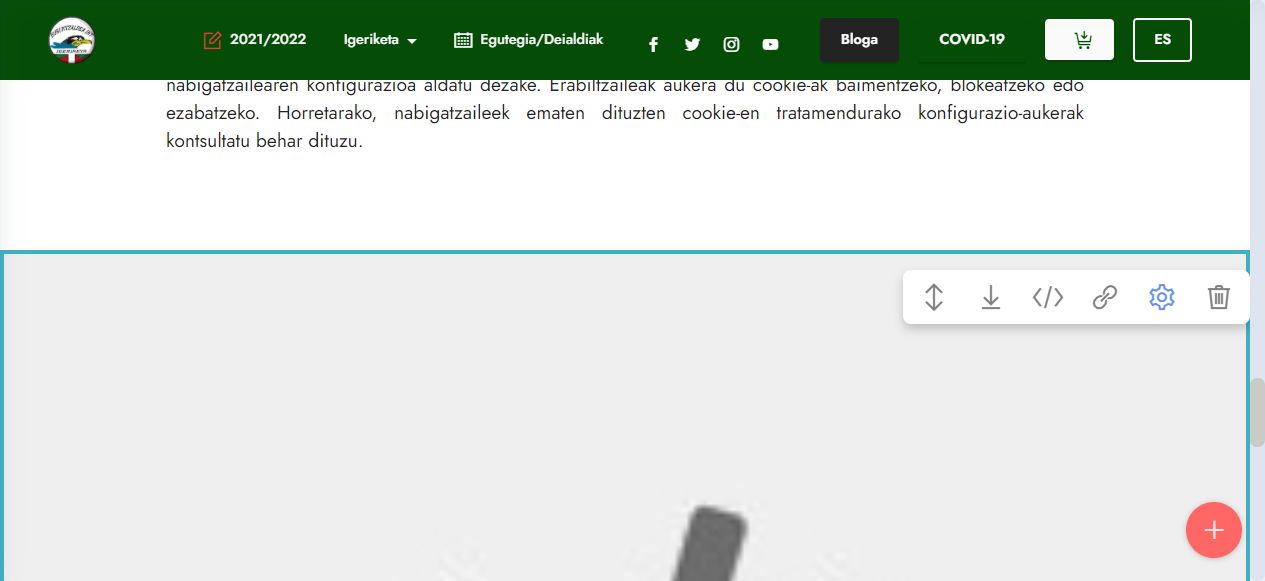 2021/2022 Igeriketa Egutegia/Deialdiak Bloga COVID-19 ES
nabigatzailearen konfigurazioa aldatu dezake. Erabiltzaileak aukera du cookie-ak baimentzeko, blokeatzeko edo
ezabatzeko. Horretarako, nabigatzaileek ematen dituzten cookie-en tratamendurako konfigurazio-aukerak
kontsultatu behar dituzu.